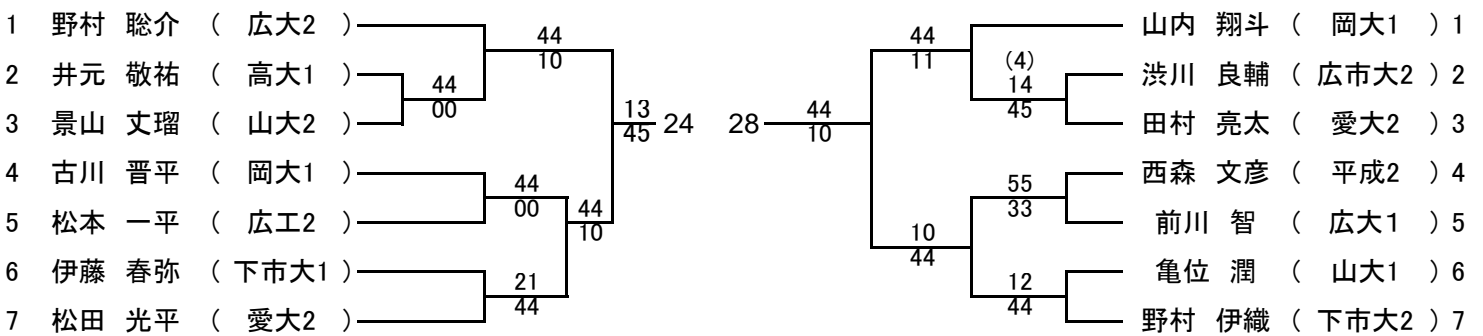 1 野村 聡介 ( 広大2 )
44
10
2 井元 敬祐 ( 高大1 )
44
00
3 景山 丈瑠 ( 山大2 )
13
45
24
4 古川 晋平 ( 岡大1 )
44
00
5 松本 一平 ( 広工2 )
44
10
6 伊藤 春弥 ( 下市大1 )
21
44
7 松田 光平 ( 愛大2 )
山内 翔斗 ( 岡大1 ) 1
44
11
渋川 良輔 ( 広市大2 ) 2
(4)
14
45
田村 亮太 ( 愛大2 ) 3
28
44
10
西森 文彦 ( 平成2 ) 4
55
33
前川 智 ( 広大1 ) 5
10
44
亀位 潤 ( 山大1 ) 6
12
44
野村 伊織 ( 下市大2 ) 7